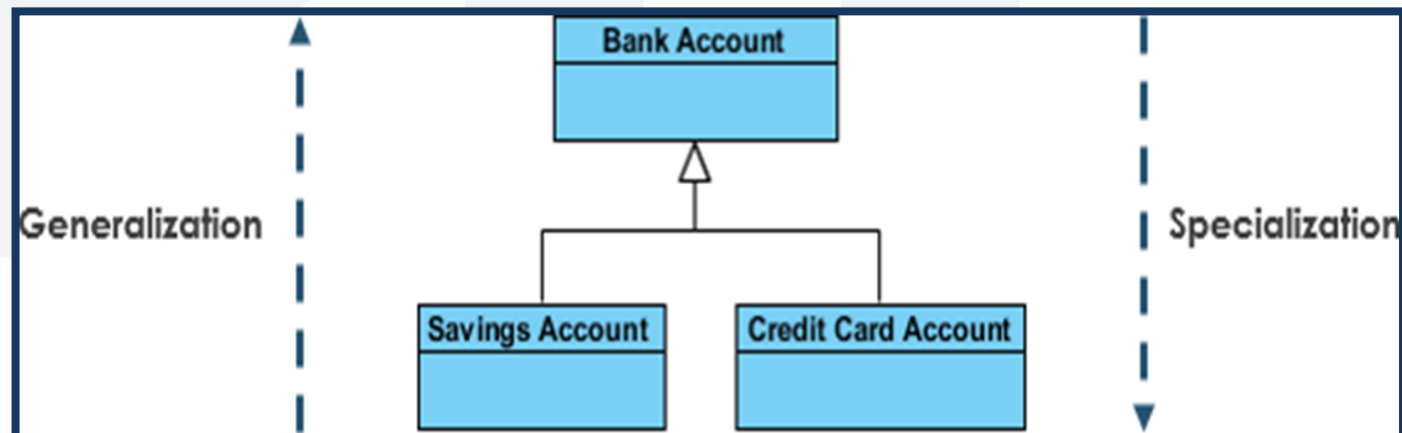 Bank Account
Generalization
Specialization
Savings Account
Credit Card Account